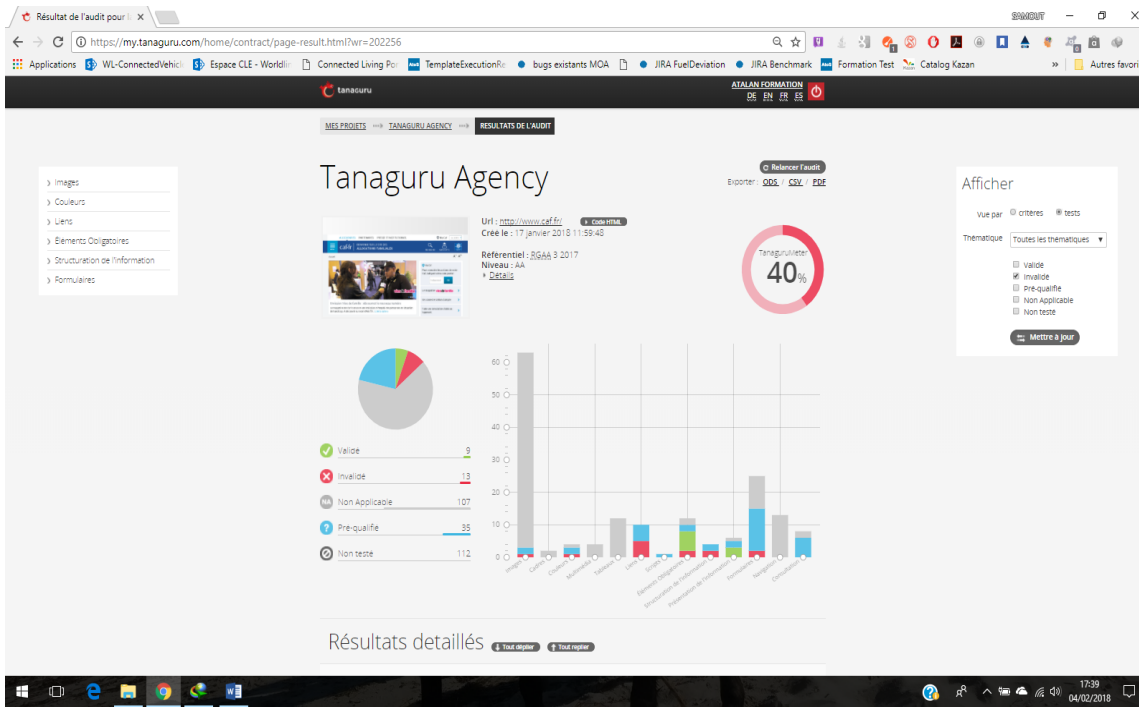 Résultat de l'audit pour l
SAMOUT
https://my.tanaguru.com/home/contract/page-result.html?wr=202256
Applications
WL-ConnectedVehicle
Espace CLE - Worldlin
Connected Living Por
TemplateExecutionRe
bugs existants MOA
JIRA FuelDeviation
JIRA Benchmark
Formation Test
Catalog Kazan
»
Autres favori
tanaguru
ATALAN FORMATION
DE EN FR ES
MES PROJETS
TANAGURU AGENCY
RESULTATS DE L'AUDIT
Tanaguru Agency
Relancer l'audit
Exporter : ODS / CSV / PDF
Images
Couleurs
Liens
Elements Obligatoires
Structuration de l'information
Formulaires
Url : http://www.caf.fr/
Code HTML
Créé le : 17 janvier 2018 11:59:48
Référentiel : RGAA 3 2017
Niveau : AA
Détails
TanaguruMeter
40%
Afficher
Vue par critères tests
Thématique Toutes les thématiques
Validé
Invalidé
Pré-qualifié
Non Applicable
Non testé
Mettre à jour
Validé 9
Invalidé 13
NA Non Applicable 107
? Pré-qualifié 35
Non testé 112
60
50
40
30
20
10
0
Images
Cadres
Couleurs
Multimédia
Tableaux
Liens
Scripts
Elements Obligatoires
Structuration de l'information
Présentation de l'information
Formulaires
Navigation
Consultation
Résultats detaillés
Tout déplier
Tout replier
17:39
04/02/2018